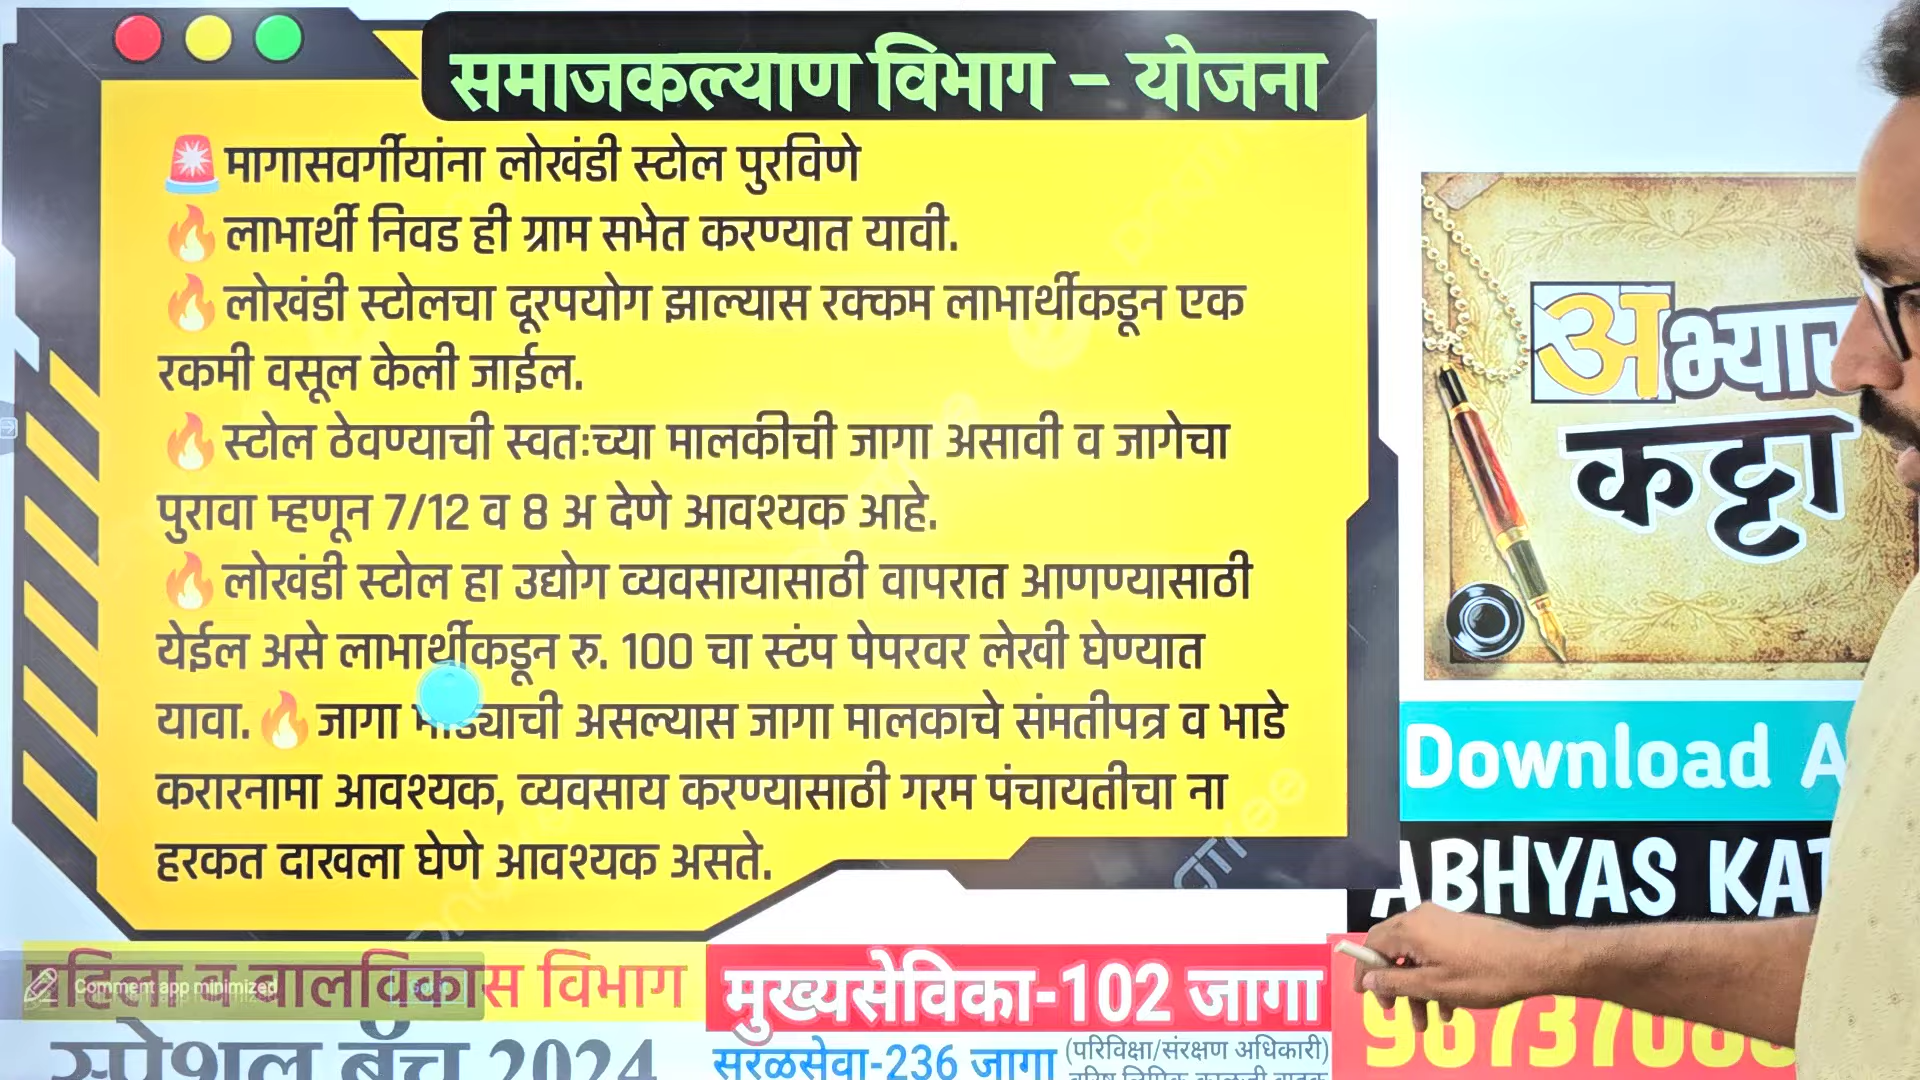 समाजकल्याण विभाग – योजना
मागासवर्गीयांना लोखंडी स्टोल पुरविणे
लाभार्थी निवड ही ग्राम सभेत करण्यात यावी.
लोखंडी स्टोलचा दूरपयोग झाल्यास रक्कम लाभार्थीकडून एक
रकमी वसूल केली जाईल.
स्टोल ठेवण्याची स्वतःच्या मालकीची जागा असावी व जागेचा
पुरावा म्हणून 7/12 व 8 अ देणे आवश्यक आहे.
लोखंडी स्टोल हा उद्योग व्यवसायासाठी वापरात आणण्यासाठी
येईल असे लाभार्थीकडून रु. 100 चा स्टंप पेपरवर लेखी घेण्यात
यावा. जागा असल्यास जागा मालकाचे संमतीपत्र व भाडे
करारनामा आवश्यक, व्यवसाय करण्यासाठी गरम पंचायतीचा ना
हरकत दाखला घेणे आवश्यक असते.
कट्टा
Download
ABHYAS
महिला व बालविकास विभाग
Comment app minimized
मुख्यसेविका-102 जागा
स्पेशल बॅच 2024
सरळसेवा-236 जागा
(परिविक्षा/संरक्षण अधिकारी)